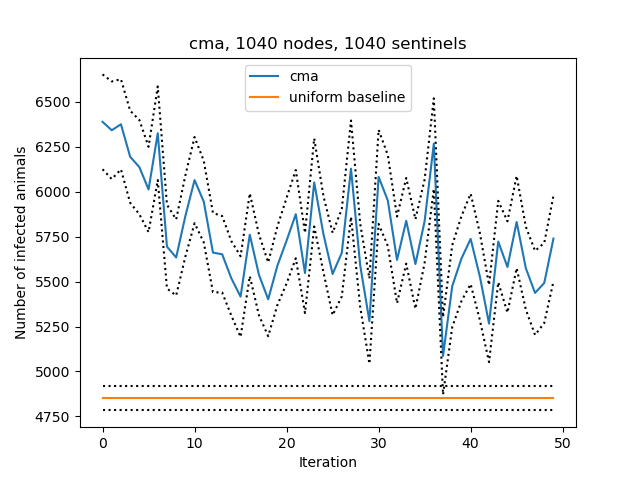 cma, 1040 nodes, 1040 sentinels
cma
uniform baseline
Number of infected animals
6500
6250
6000
5750
5500
5250
5000
4750
0 10 20 30 40 50
Iteration